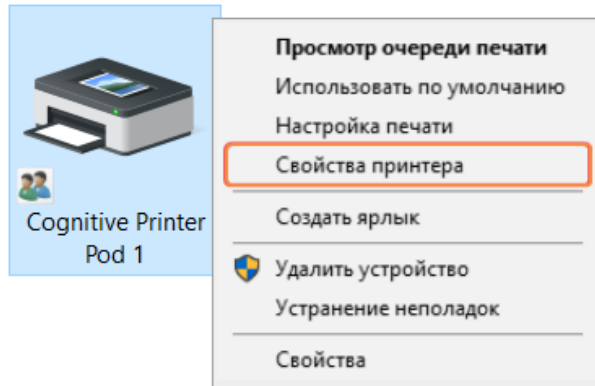 Cognitive Printer
Pod 1
Просмотр очереди печати
Использовать по умолчанию
Настройка печати
Свойства принтера
Создать ярлык
Удалить устройство
Устранение неполадок
Свойства